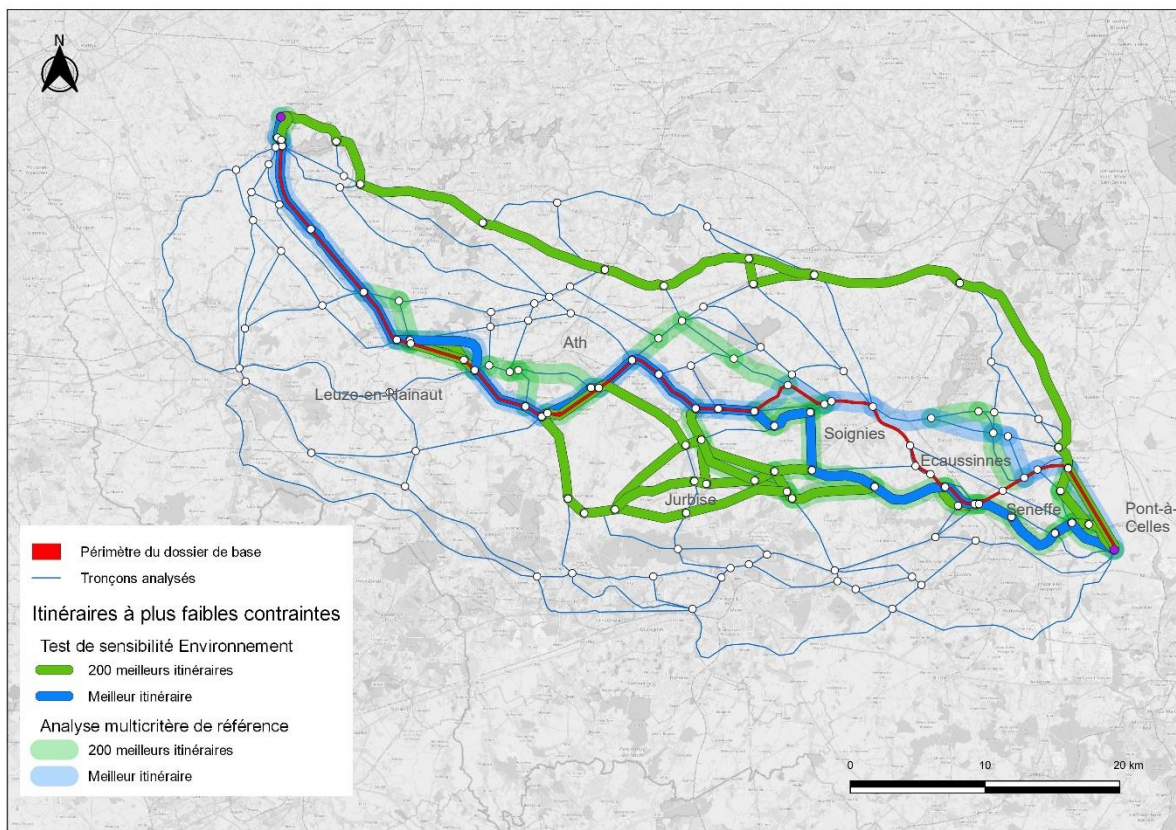 N
Ath
Leuze-en-Hainaut
Soignies
Ecaussinnes
Jurbise
Seneffe
Pont-à-
Celles
Périmètre du dossier de base
Tronçons analysés
Itinéraires à plus faibles contraintes
Test de sensibilité Environnement
200 meilleurs itinéraires
Meilleur itinéraire
Analyse multicritère de référence
200 meilleurs itinéraires
Meilleur itinéraire
0 10 20 km